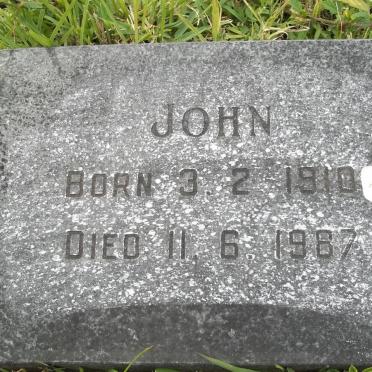 JOHN
BORN 3. 2. 1910
DIED 11. 6. 1967